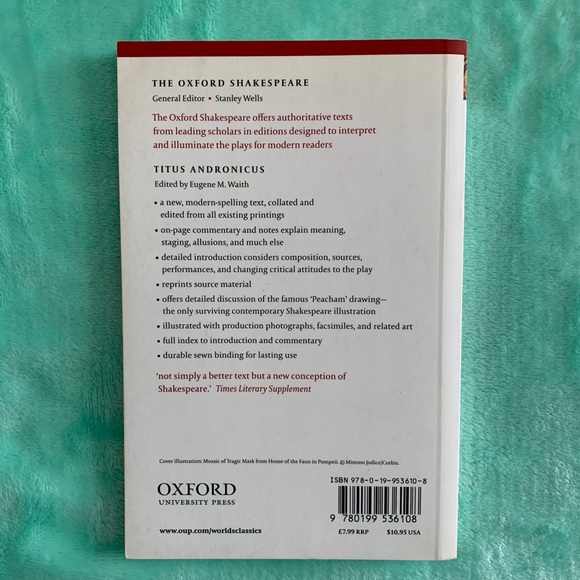 THE OXFORD SHAKESPEARE
General Editor • Stanley Wells
The Oxford Shakespeare offers authoritative texts
from leading scholars in editions designed to interpret
and illuminate the plays for modern readers
TITUS ANDRONICUS
Edited by Eugene M. Waith
• a new, modern-spelling text, collated and
edited from all existing printings
• on-page commentary and notes explain meaning,
staging, allusions, and much else
• detailed introduction considers composition, sources,
performances, and changing critical attitudes to the play
• reprints source material
• offers detailed discussion of the famous ‘Peacham’ drawing—
the only surviving contemporary Shakespeare illustration
• illustrated with production photographs, facsimiles, and related art
• full index to introduction and commentary
• durable sewn binding for lasting use
‘not simply a better text but a new conception of
Shakespeare.’ Times Literary Supplement
Cover illustration: Mosaic of Tragic Mask from House of the Faun in Pompeii. © Mimmo Jodice/Corbis.
OXFORD
UNIVERSITY PRESS
www.oup.com/worldsclassics
ISBN 978-0-19-953610-8
9 780199 536108
£7.99 RRP $10.95 USA